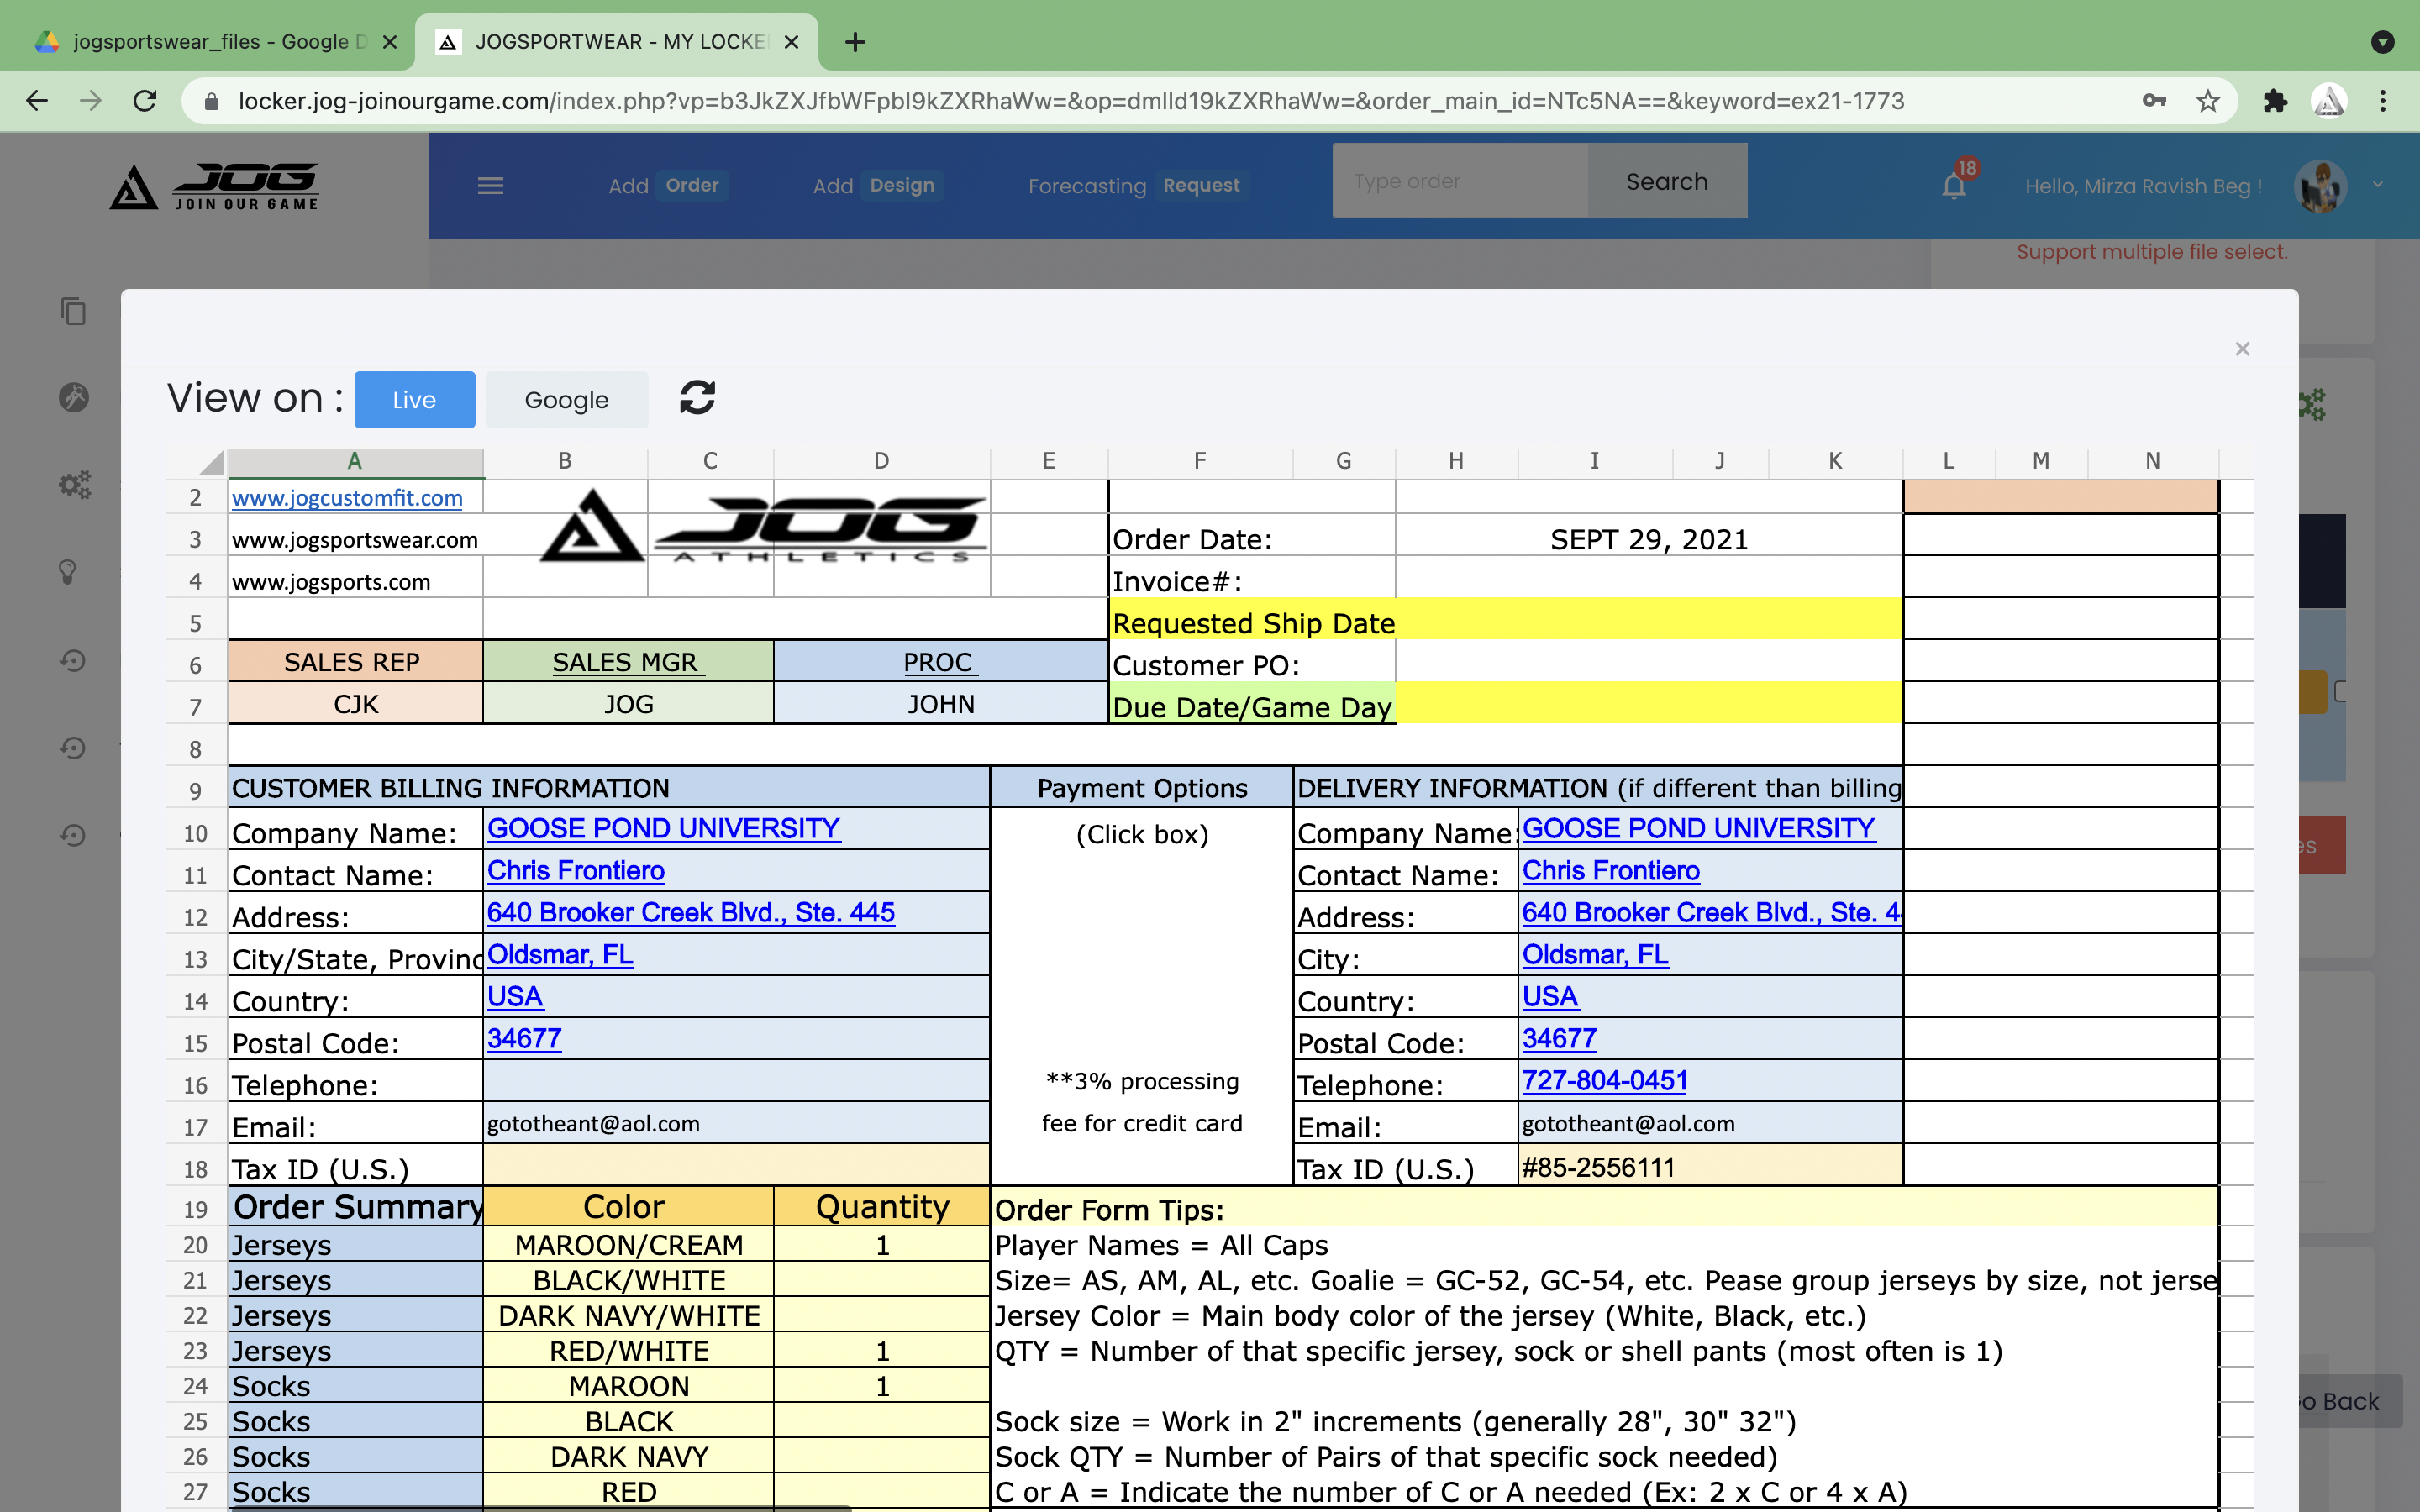 jogsportswear_files - Google D
JOGSPORTWEAR - MY LOCKE
locker.jog-joinourgame.com/index.php?vp=b3JkZXJfbWFpbl9kZXRhaWw=&op=dmlld19kZXRhaWw=&order_main_id=NTc5NA==&keyword=ex21-1773
JOG
JOIN OUR GAME
Add Order
Add Design
Forecasting Request
Type order
Search
18
Hello, Mirza Ravish Beg !
Support multiple file select.
View on :
Live
Google
A B C D E F G H I J K L M N
2 www.jogcustomfit.com
JOG
ATHLETICS
3 www.jogsportswear.com Order Date: SEPT 29, 2021
4 www.jogsports.com Invoice#:
5 Requested Ship Date
6 SALES REP SALES MGR PROC Customer PO:
7 CJK JOG JOHN Due Date/Game Day
8
9 CUSTOMER BILLING INFORMATION Payment Options DELIVERY INFORMATION (if different than billing
10 Company Name: GOOSE POND UNIVERSITY (Click box) Company Name: GOOSE POND UNIVERSITY
11 Contact Name: Chris Frontiero Contact Name: Chris Frontiero
12 Address: 640 Brooker Creek Blvd., Ste. 445 Address: 640 Brooker Creek Blvd., Ste. 4
13 City/State, Provinc Oldsmar, FL City: Oldsmar, FL
14 Country: USA Country: USA
15 Postal Code: 34677 Postal Code: 34677
16 Telephone: **3% processing Telephone: 727-804-0451
17 Email: gototheant@aol.com fee for credit card Email: gototheant@aol.com
18 Tax ID (U.S.) Tax ID (U.S.) #85-2556111
19 Order Summary Color Quantity Order Form Tips:
20 Jerseys MAROON/CREAM 1 Player Names = All Caps
21 Jerseys BLACK/WHITE Size= AS, AM, AL, etc. Goalie = GC-52, GC-54, etc. Pease group jerseys by size, not jerse
22 Jerseys DARK NAVY/WHITE Jersey Color = Main body color of the jersey (White, Black, etc.)
23 Jerseys RED/WHITE 1 QTY = Number of that specific jersey, sock or shell pants (most often is 1)
24 Socks MAROON 1
25 Socks BLACK Sock size = Work in 2" increments (generally 28", 30" 32")
26 Socks DARK NAVY Sock QTY = Number of Pairs of that specific sock needed)
27 Socks RED C or A = Indicate the number of C or A needed (Ex: 2 x C or 4 x A)
es
o Back